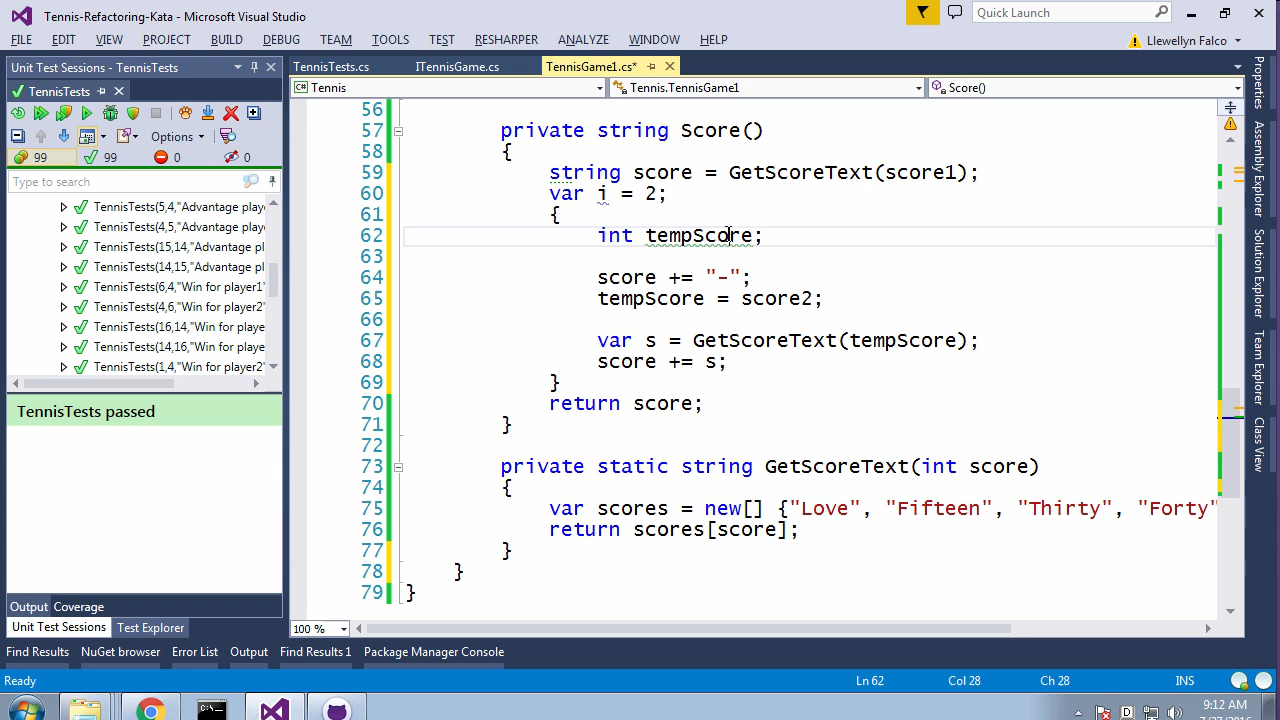 Tennis-Refactoring-Kata - Microsoft Visual Studio
Quick Launch
FILE EDIT VIEW PROJECT BUILD DEBUG TEAM TOOLS TEST RESHARPER ANALYZE WINDOW HELP
Llewellyn Falco
Unit Test Sessions - TennisTests
TennisTests
Options
99 99 0 0
Type to search
TennisTests(5,4,"Advantage playe
TennisTests(4,5,"Advantage playe
TennisTests(15,14,"Advantage pla
TennisTests(14,15,"Advantage pla
TennisTests(6,4,"Win for player1"
TennisTests(4,6,"Win for player2"
TennisTests(16,14,"Win for player
TennisTests(14,16,"Win for player
TennisTests(1,4,"Win for player2"
TennisTests passed
Output Coverage
Unit Test Sessions Test Explorer
TennisTests.cs ITennisGame.cs TennisGame1.cs*
Tennis Tennis.TennisGame1 Score()
56
57 private string Score()
58 {
59 string score = GetScoreText(score1);
60 var i = 2;
61 {
62 int tempScore;
63
64 score += "-";
65 tempScore = score2;
66
67 var s = GetScoreText(tempScore);
68 score += s;
69 }
70 return score;
71 }
72
73 private static string GetScoreText(int score)
74 {
75 var scores = new[] {"Love", "Fifteen", "Thirty", "Forty"
76 return scores[score];
77 }
78 }
79 }
100 %
Properties
Assembly Explorer
Solution Explorer
Team Explorer
Class View
Find Results NuGet browser Error List Output Find Results 1 Package Manager Console
Ready Ln 62 Col 28 Ch 28 INS
9:12 AM